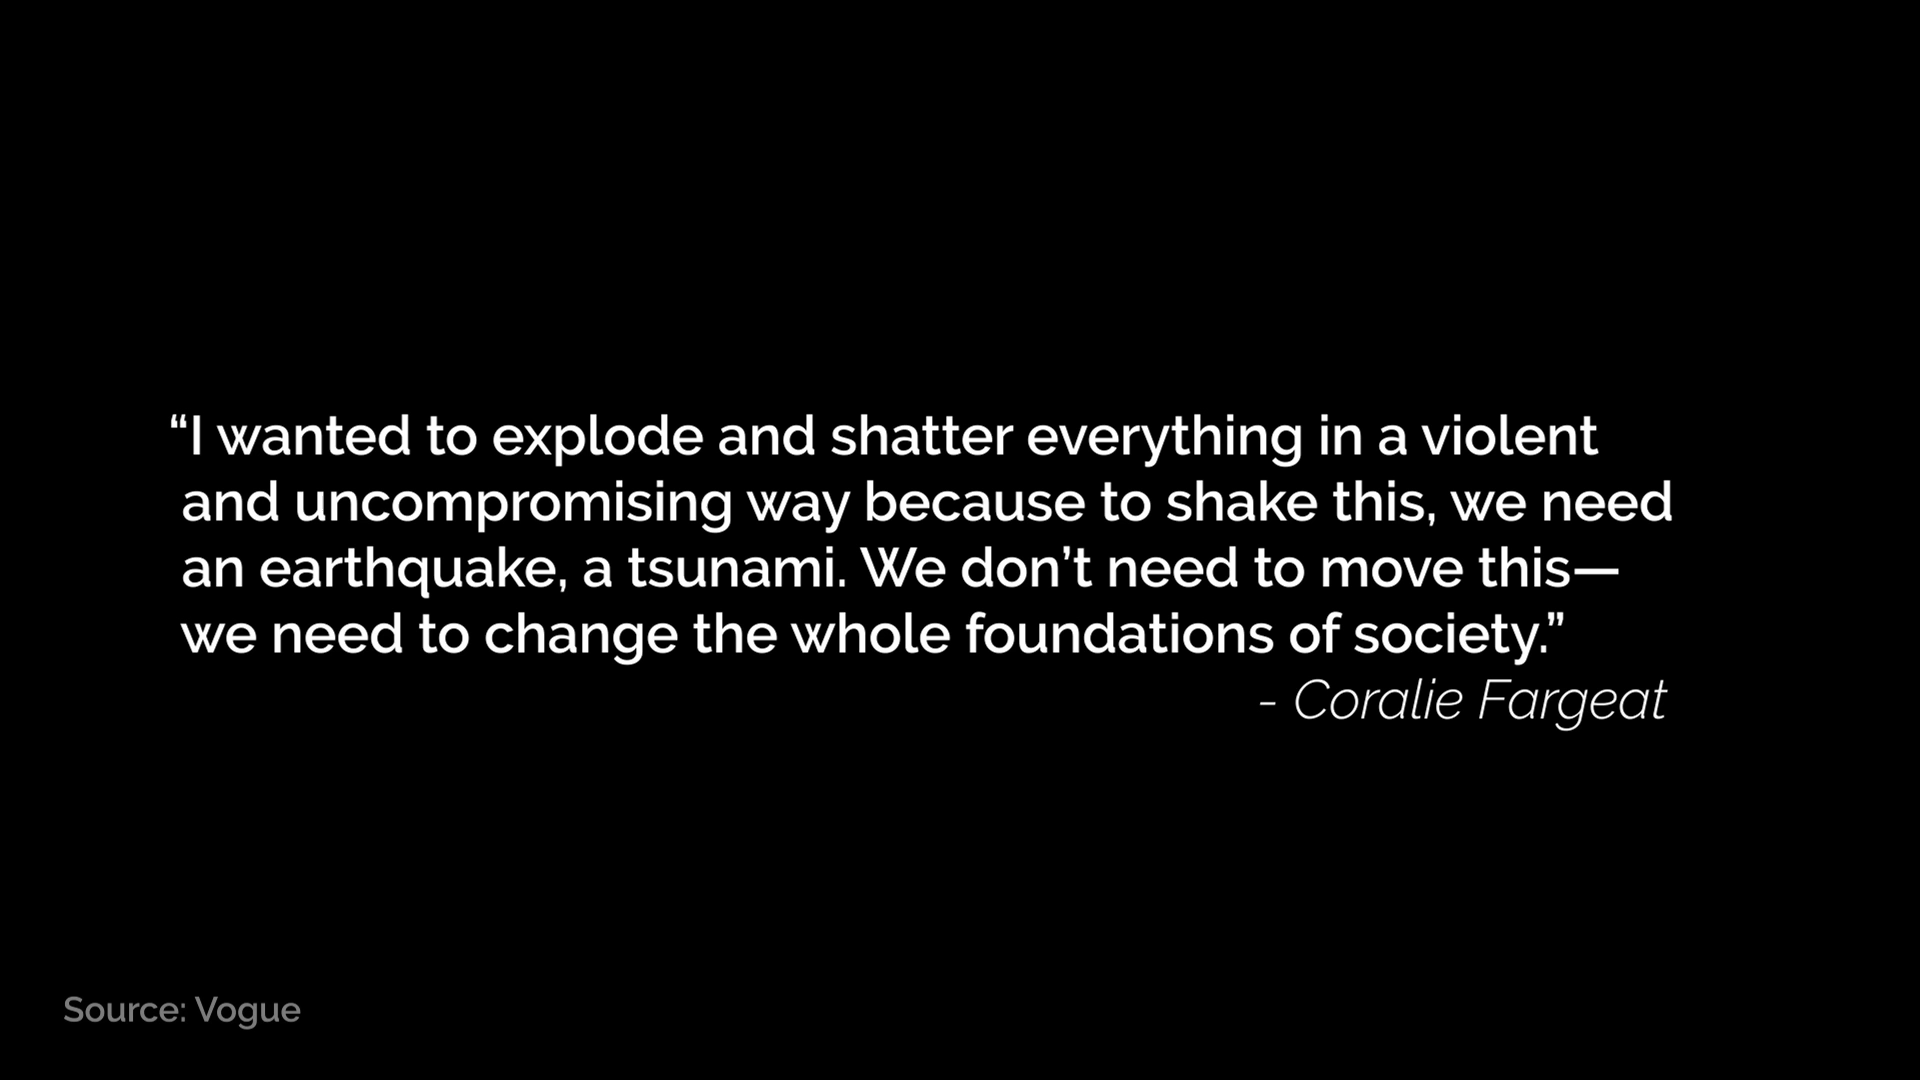 “I wanted to explode and shatter everything in a violent
and uncompromising way because to shake this, we need
an earthquake, a tsunami. We don’t need to move this—
we need to change the whole foundations of society.”
- Coralie Fargeat
Source: Vogue